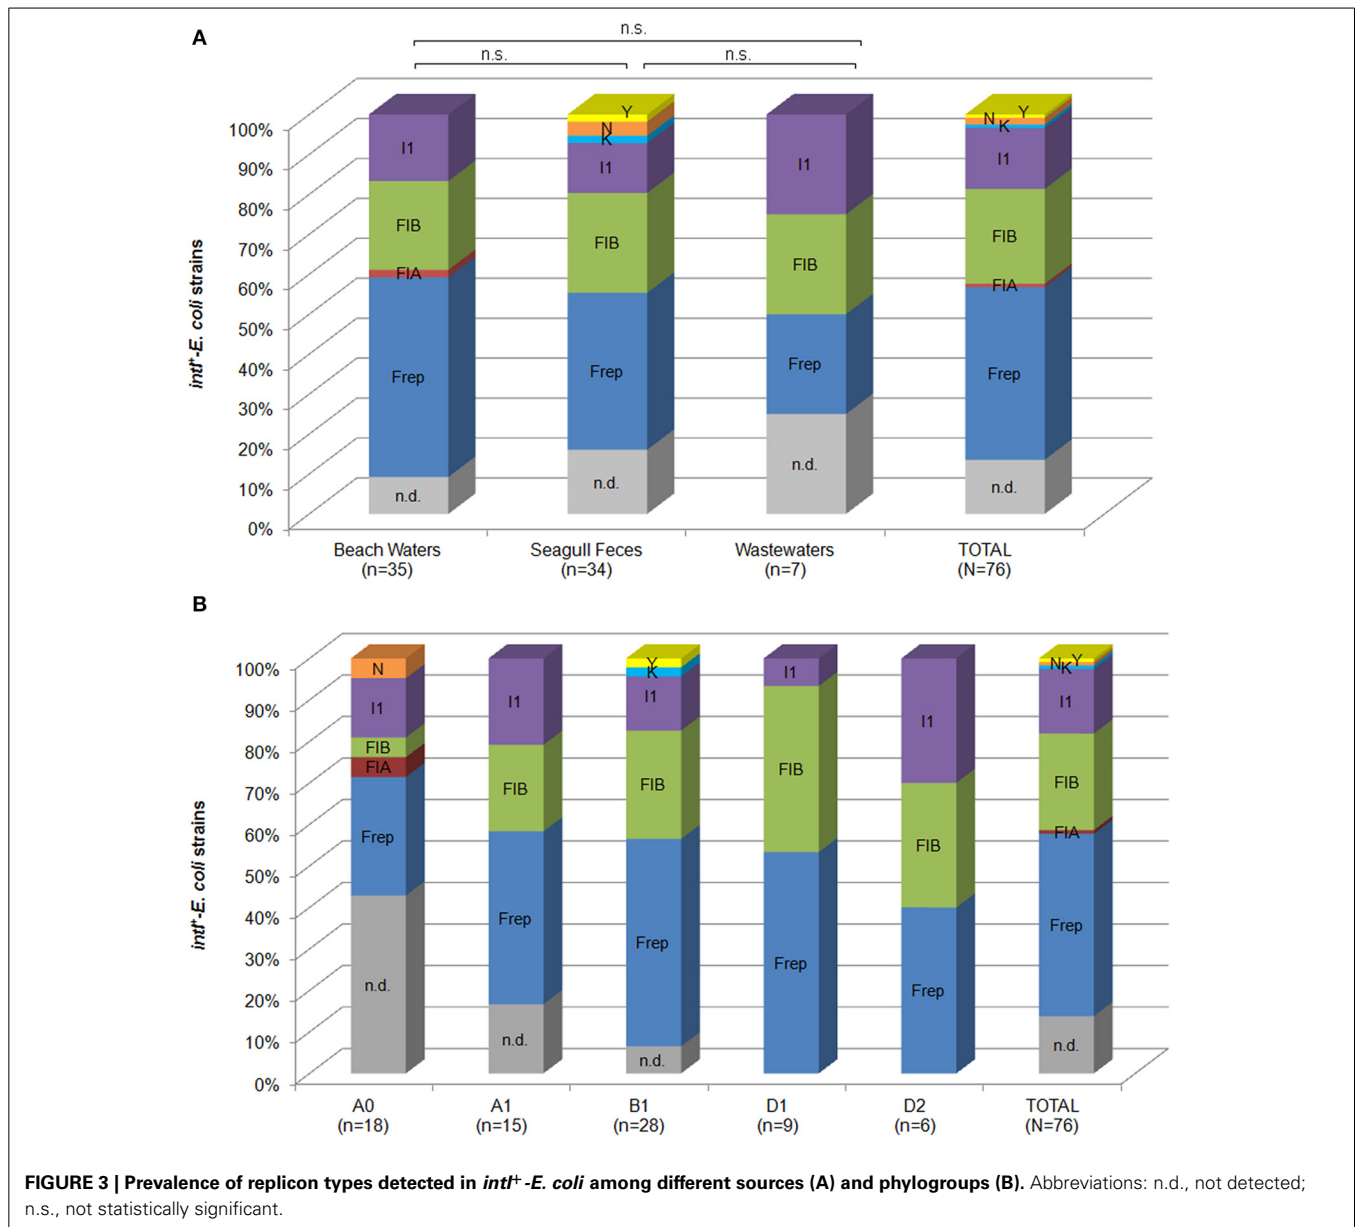 A
n.s.
n.s.
n.s.
100%
90%
80%
70%
60%
50%
40%
30%
20%
10%
0%
intI+-E. coli strains
I1
FIB
FIA
Frep
n.d.
Y
N
K
I1
FIB
Frep
n.d.
I1
FIB
Frep
n.d.
Y
N
K
I1
FIB
FIA
Frep
n.d.
Beach Waters
(n=35)
Seagull Feces
(n=34)
Wastewaters
(n=7)
TOTAL
(N=76)
B
100%
90%
80%
70%
60%
50%
40%
30%
20%
10%
0%
intI+-E. coli strains
N
I1
FIB
FIA
Frep
n.d.
I1
FIB
Frep
n.d.
Y
K
I1
FIB
Frep
n.d.
I1
FIB
Frep
I1
FIB
Frep
Y
N
K
I1
FIB
FIA
Frep
n.d.
A0
(n=18)
A1
(n=15)
B1
(n=28)
D1
(n=9)
D2
(n=6)
TOTAL
(N=76)
FIGURE 3 | Prevalence of replicon types detected in intI+-E. coli among different sources (A) and phylogroups (B). Abbreviations: n.d., not detected;
n.s., not statistically significant.